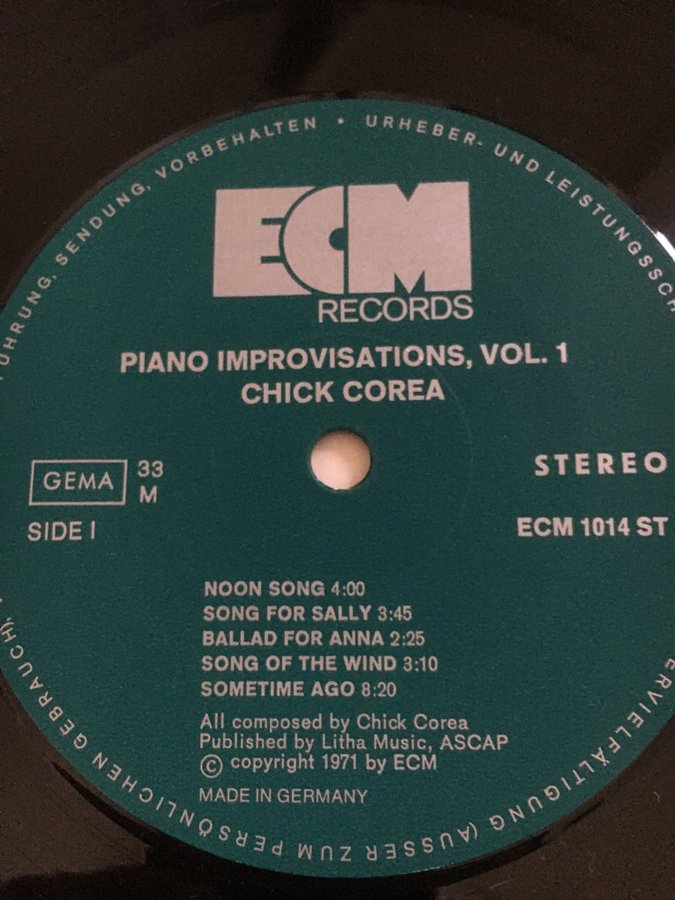 FÜHRUNG, SENDUNG, VORBEHALTEN * URHEBER- UND LEISTUNGSSCH
ECM
RECORDS
PIANO IMPROVISATIONS, VOL. 1
CHICK COREA
GEMA
33
M
STEREO
SIDE I
ECM 1014 ST
NOON SONG 4:00
SONG FOR SALLY 3:45
BALLAD FOR ANNA 2:25
SONG OF THE WIND 3:10
SOMETIME AGO 8:20
All composed by Chick Corea
Published by Litha Music, ASCAP
© copyright 1971 by ECM
MADE IN GERMANY
ERVIELFÄLTIGUNG (AUSSER ZUM PERSÖNLICHEN GEBRAUCH),